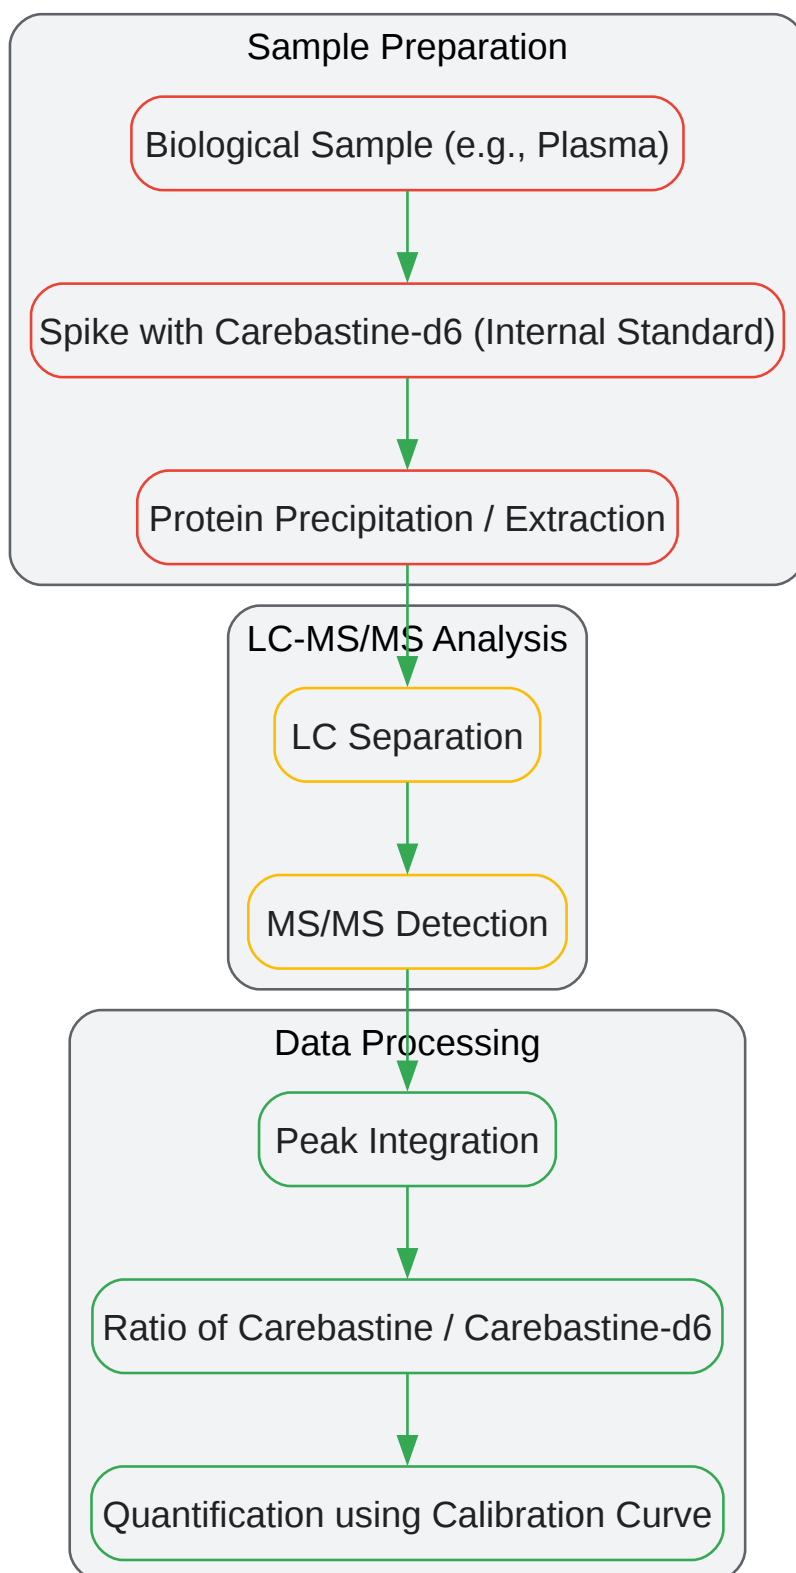 Sample Preparation
Biological Sample (e.g., Plasma)
Spike with Carebastine-d6 (Internal Standard)
Protein Precipitation / Extraction
LC-MS/MS Analysis
LC Separation
MS/MS Detection
Data Processing
Peak Integration
Ratio of Carebastine / Carebastine-d6
Quantification using Calibration Curve